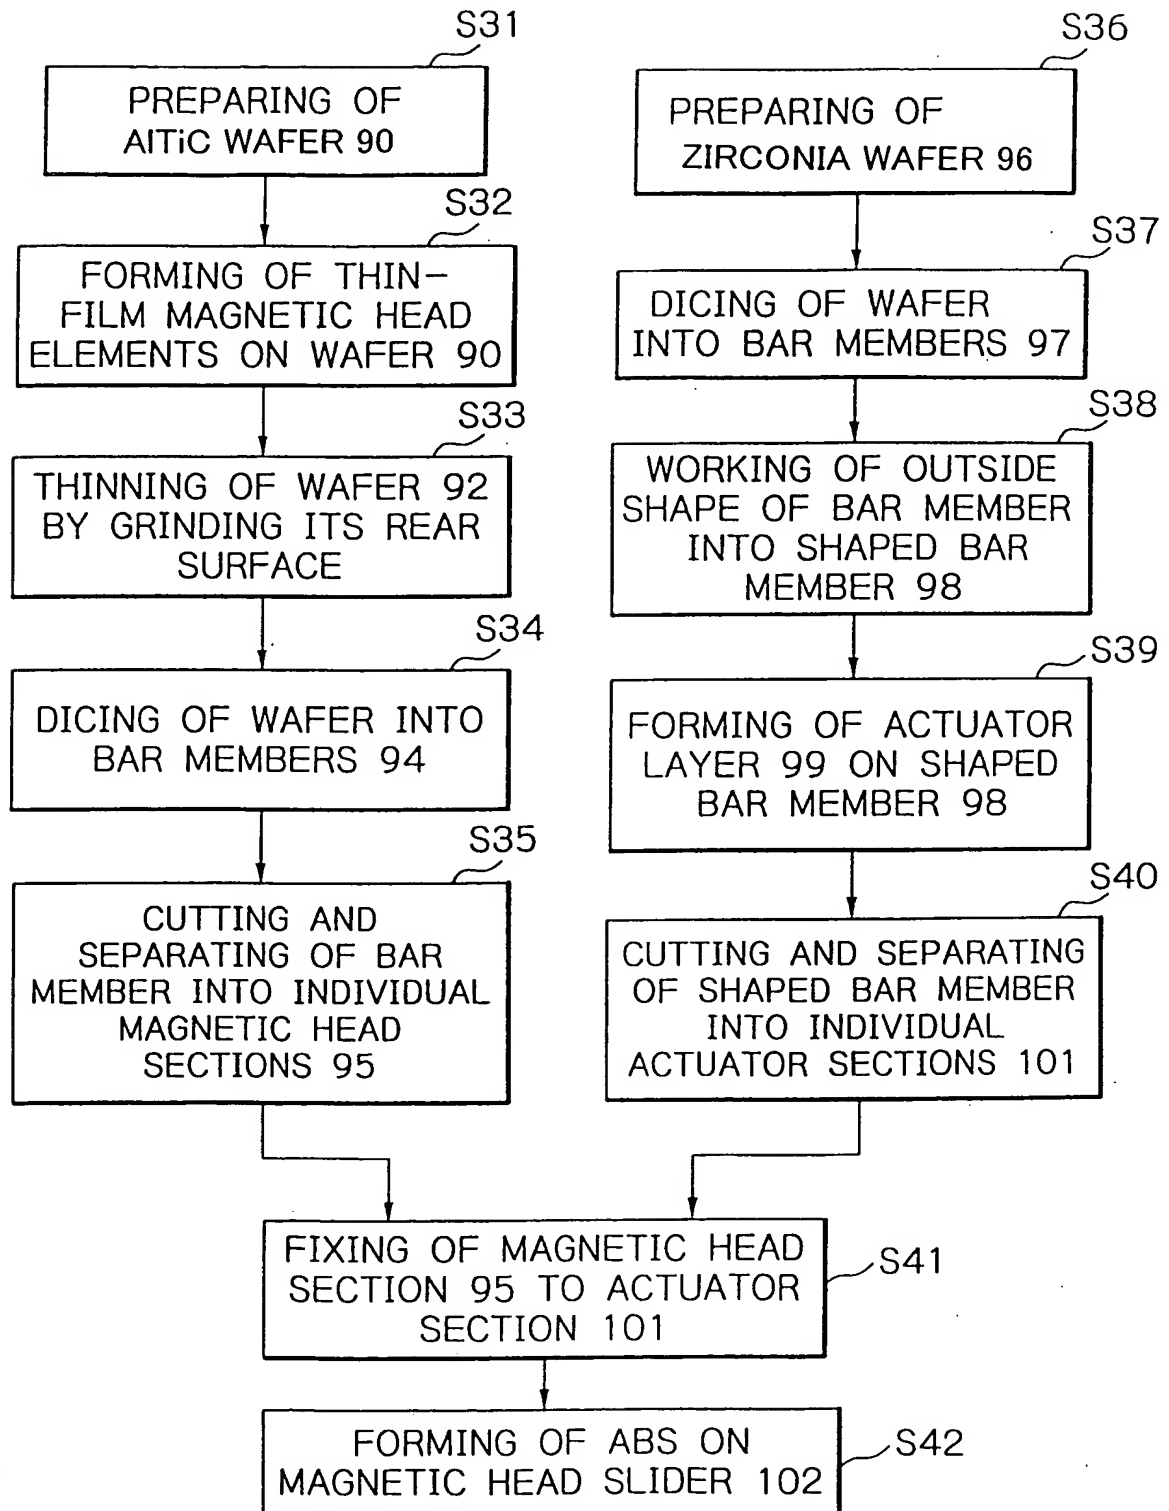 S31
PREPARING OF
AlTiC WAFER 90
S32
FORMING OF THIN-
FILM MAGNETIC HEAD
ELEMENTS ON WAFER 90
S33
THINNING OF WAFER 92
BY GRINDING ITS REAR
SURFACE
S34
DICING OF WAFER INTO
BAR MEMBERS 94
S35
CUTTING AND
SEPARATING OF BAR
MEMBER INTO INDIVIDUAL
MAGNETIC HEAD
SECTIONS 95
S36
PREPARING OF
ZIRCONIA WAFER 96
S37
DICING OF WAFER
INTO BAR MEMBERS 97
S38
WORKING OF OUTSIDE
SHAPE OF BAR MEMBER
INTO SHAPED BAR
MEMBER 98
S39
FORMING OF ACTUATOR
LAYER 99 ON SHAPED
BAR MEMBER 98
S40
CUTTING AND SEPARATING
OF SHAPED BAR MEMBER
INTO INDIVIDUAL
ACTUATOR SECTIONS 101
FIXING OF MAGNETIC HEAD
SECTION 95 TO ACTUATOR
SECTION 101
S41
FORMING OF ABS ON
MAGNETIC HEAD SLIDER 102
S42